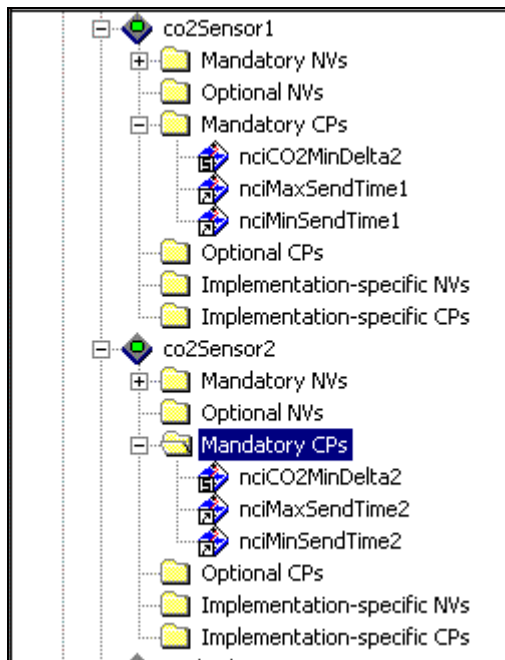 co2Sensor1
Mandatory NVs
Optional NVs
Mandatory CPs
nciCO2MinDelta2
nciMaxSendTime1
nciMinSendTime1
Optional CPs
Implementation-specific NVs
Implementation-specific CPs
co2Sensor2
Mandatory NVs
Optional NVs
Mandatory CPs
nciCO2MinDelta2
nciMaxSendTime2
nciMinSendTime2
Optional CPs
Implementation-specific NVs
Implementation-specific CPs